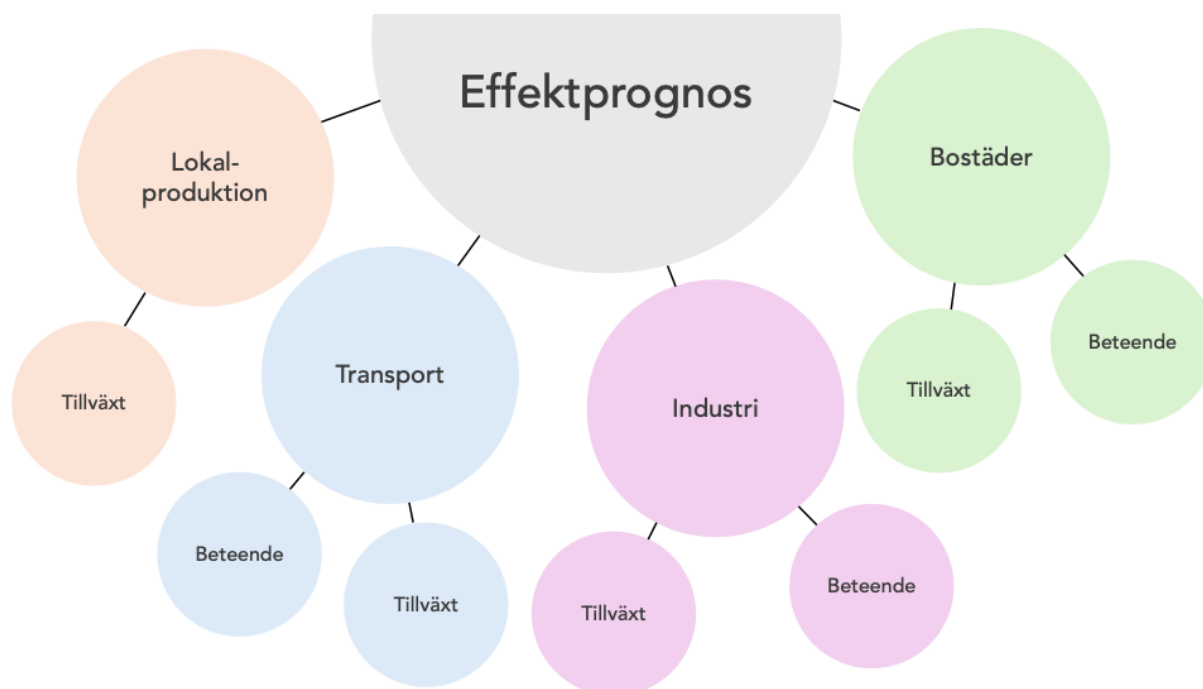 Effektprognos
Lokal-
produktion
Tillväxt
Transport
Beteende
Tillväxt
Industri
Tillväxt
Beteende
Bostäder
Tillväxt
Beteende